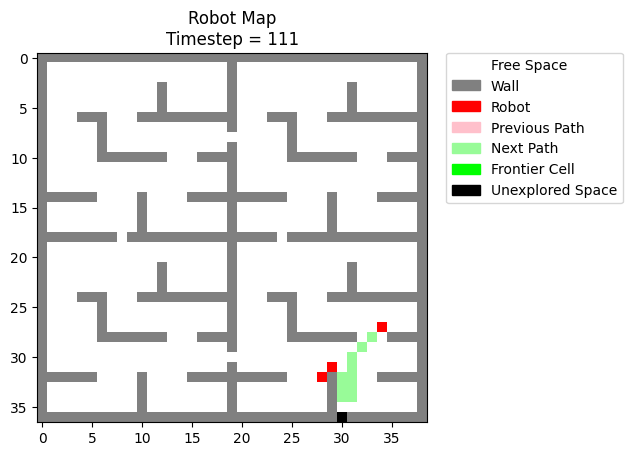 Robot Map
Timestep = 111
Free Space
Wall
Robot
Previous Path
Next Path
Frontier Cell
Unexplored Space
0
5
10
15
20
25
30
35
0
5
10
15
20
25
30
35